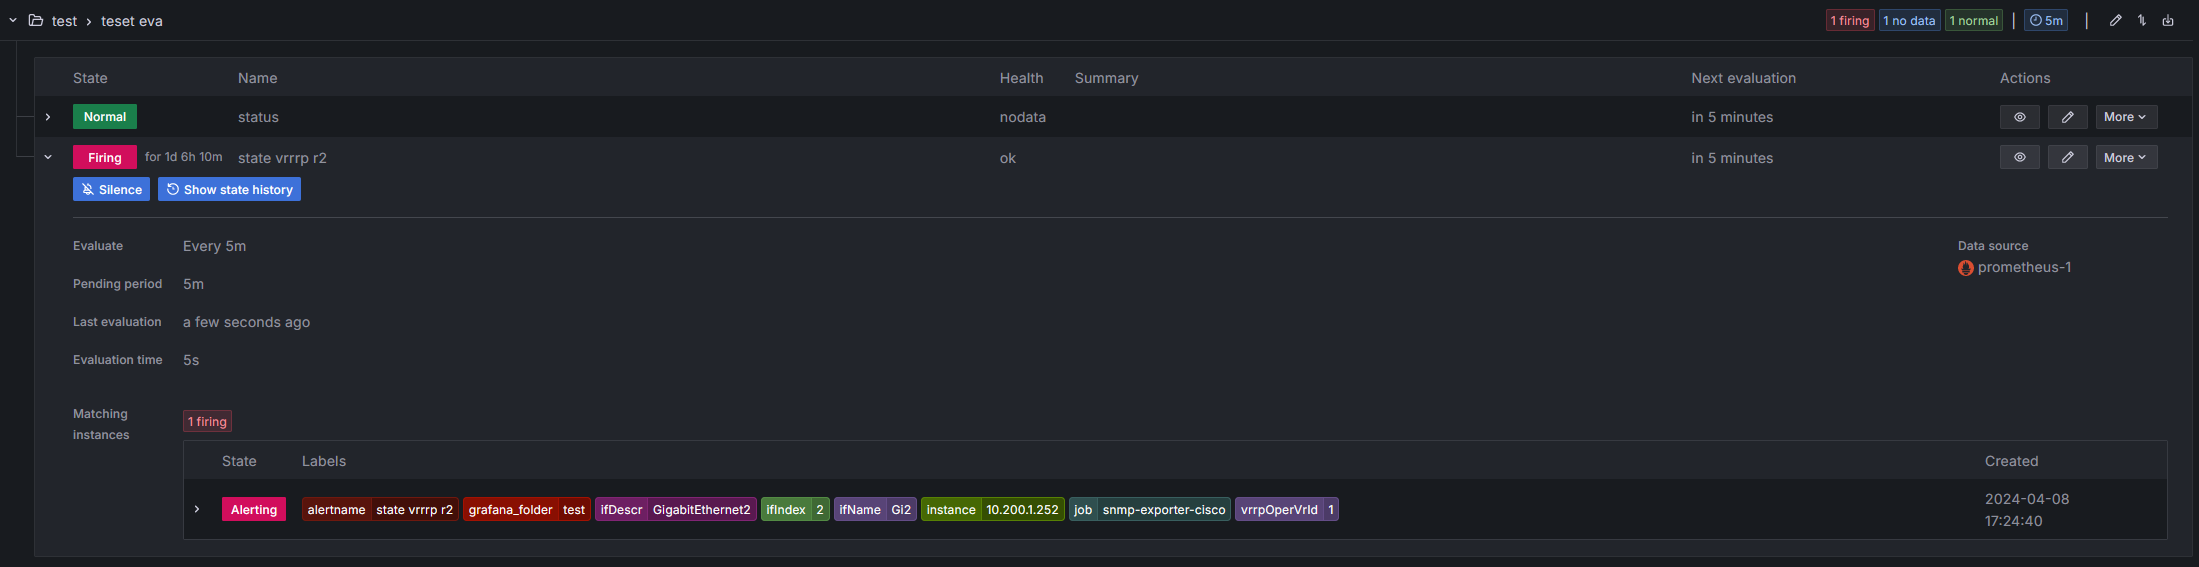 test > teset eva
1 firing 1 no data 1 normal | 5m |
State Name Health Summary Next evaluation Actions
Normal status nodata in 5 minutes More
Firing for 1d 6h 10m state vrrrp r2 ok in 5 minutes More
Silence Show state history
Evaluate Every 5m
Data source
prometheus-1
Pending period 5m
Last evaluation a few seconds ago
Evaluation time 5s
Matching
instances
1 firing
State Labels Created
Alerting alertname state vrrrp r2 grafana_folder test ifDescr GigabitEthernet2 ifIndex 2 ifName Gi2 instance 10.200.1.252 job snmp-exporter-cisco vrrpOperVrId 1
2024-04-08
17:24:40